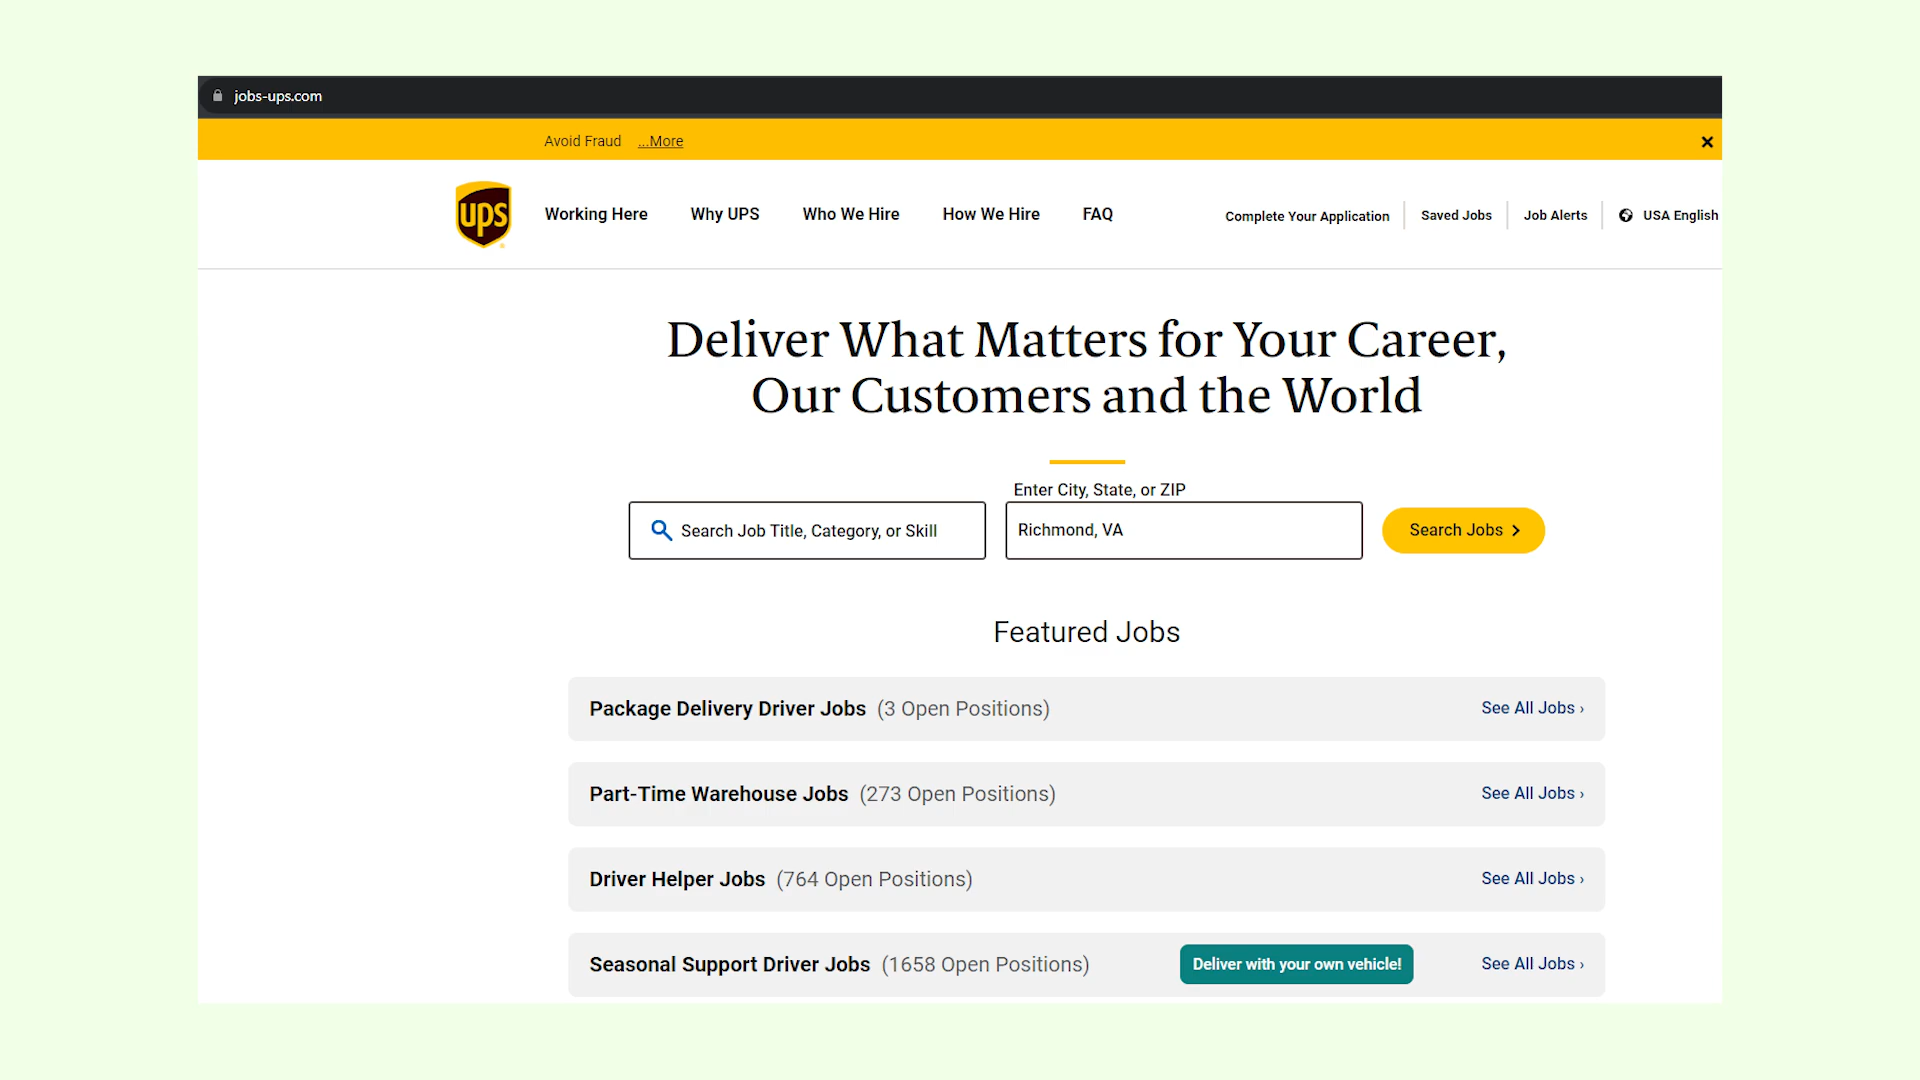 jobs-ups.com
Avoid Fraud ...More
ups
Working Here Why UPS Who We Hire How We Hire FAQ Complete Your Application Saved Jobs Job Alerts USA English
Deliver What Matters for Your Career,
Our Customers and the World
Enter City, State, or ZIP
Search Job Title, Category, or Skill Richmond, VA Search Jobs
Featured Jobs
Package Delivery Driver Jobs (3 Open Positions) See All Jobs ›
Part-Time Warehouse Jobs (273 Open Positions) See All Jobs ›
Driver Helper Jobs (764 Open Positions) See All Jobs ›
Seasonal Support Driver Jobs (1658 Open Positions) Deliver with your own vehicle! See All Jobs ›